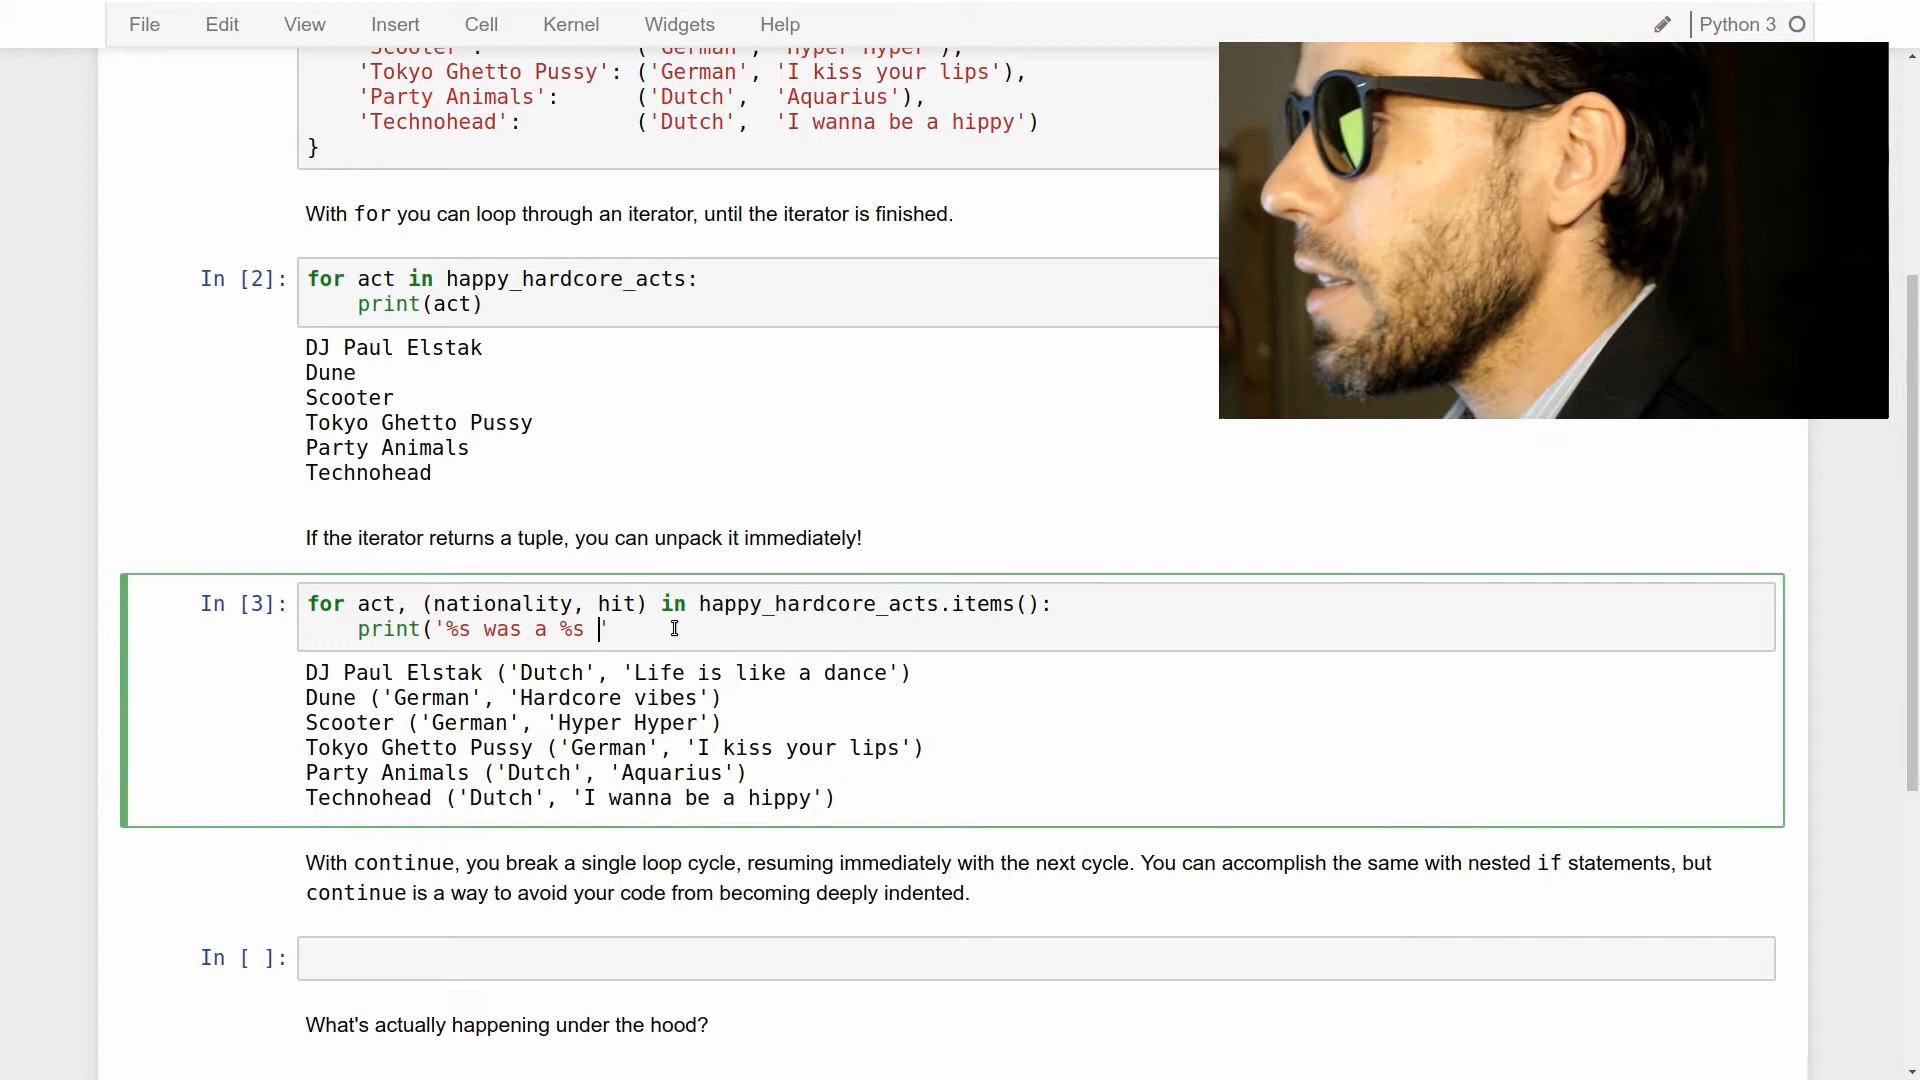 File Edit View Insert Cell Kernel Widgets Help Python 3
'Scooter': ('German', 'Hyper Hyper'),
'Tokyo Ghetto Pussy': ('German', 'I kiss your lips'),
'Party Animals': ('Dutch', 'Aquarius'),
'Technohead': ('Dutch', 'I wanna be a hippy')
}
With for you can loop through an iterator, until the iterator is finished.
In [2]: for act in happy_hardcore_acts:
print(act)
DJ Paul Elstak
Dune
Scooter
Tokyo Ghetto Pussy
Party Animals
Technohead
If the iterator returns a tuple, you can unpack it immediately!
In [3]: for act, (nationality, hit) in happy_hardcore_acts.items():
print('%s was a %s '
DJ Paul Elstak ('Dutch', 'Life is like a dance')
Dune ('German', 'Hardcore vibes')
Scooter ('German', 'Hyper Hyper')
Tokyo Ghetto Pussy ('German', 'I kiss your lips')
Party Animals ('Dutch', 'Aquarius')
Technohead ('Dutch', 'I wanna be a hippy')
With continue, you break a single loop cycle, resuming immediately with the next cycle. You can accomplish the same with nested if statements, but
continue is a way to avoid your code from becoming deeply indented.
In [ ]:
What's actually happening under the hood?